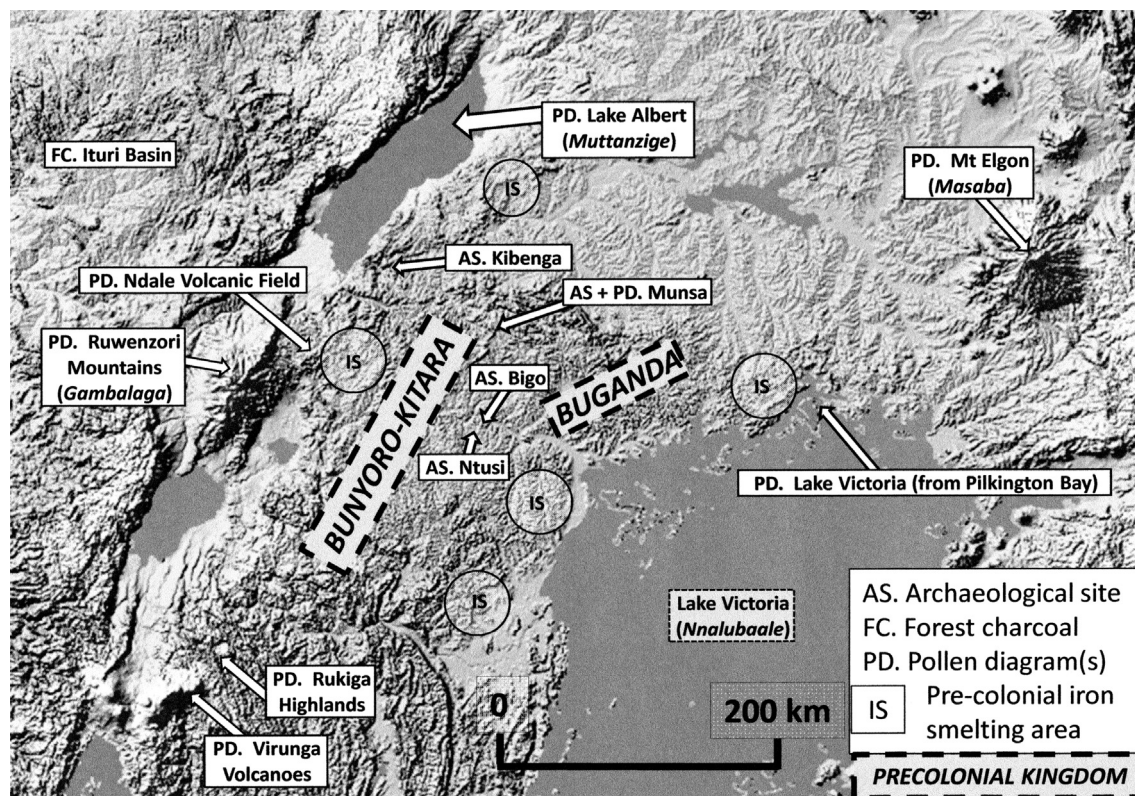 PD. Lake Albert
(Muttanzige)
FC. Ituri Basin
PD. Mt Elgon
(Masaba)
IS
AS. Kibenga
PD. Ndale Volcanic Field
AS + PD. Munsa
PD. Ruwenzori
Mountains
(Gambalaga)
IS
BUNYORO-KITARA
AS. Bigo
BUGANDA
IS
AS. Ntusi
PD. Lake Victoria (from Pilkington Bay)
IS
IS
Lake Victoria
(Nnalubaale)
PD. Rukiga
Highlands
PD. Virunga
Volcanoes
0
200 km
AS. Archaeological site
FC. Forest charcoal
PD. Pollen diagram(s)
IS Pre-colonial iron
smelting area
PRECOLONIAL KINGDOM